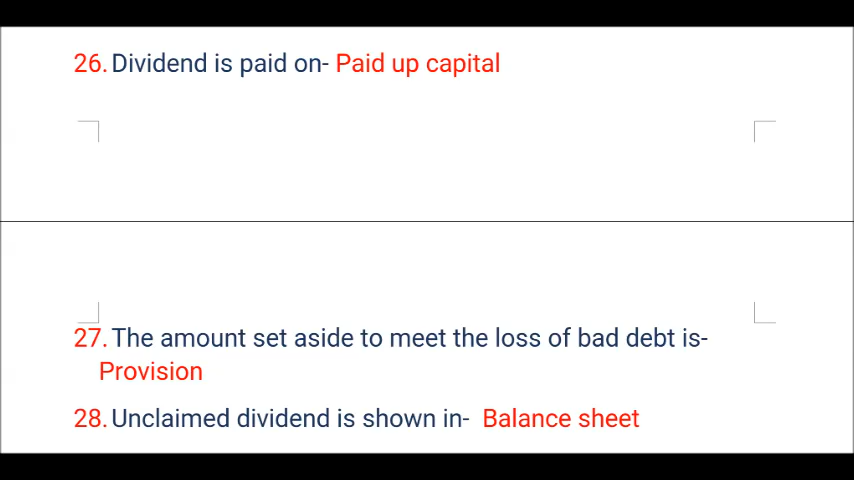 26. Dividend is paid on- Paid up capital
27. The amount set aside to meet the loss of bad debt is-
Provision
28. Unclaimed dividend is shown in- Balance sheet